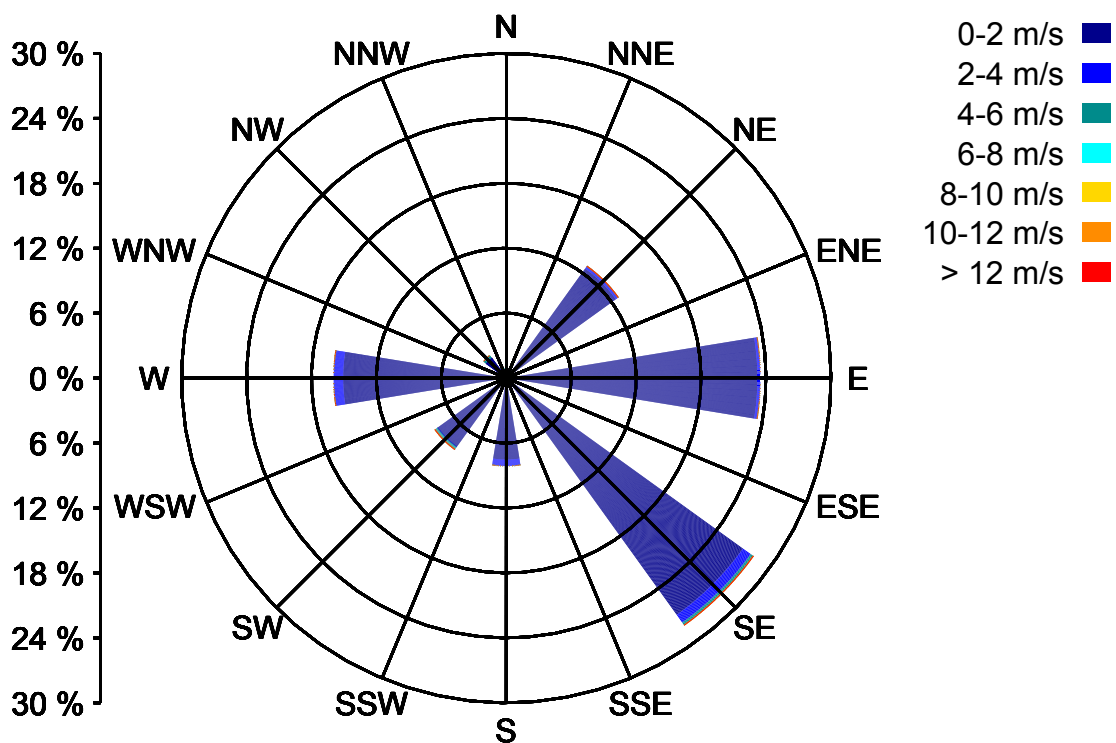 N
NNW
NNE
NW
NE
WNW
ENE
W
E
WSW
ESE
SW
SE
SSW
SSE
S
30 %
24 %
18 %
12 %
6 %
0 %
6 %
12 %
18 %
24 %
30 %
0-2 m/s
2-4 m/s
4-6 m/s
6-8 m/s
8-10 m/s
10-12 m/s
> 12 m/s